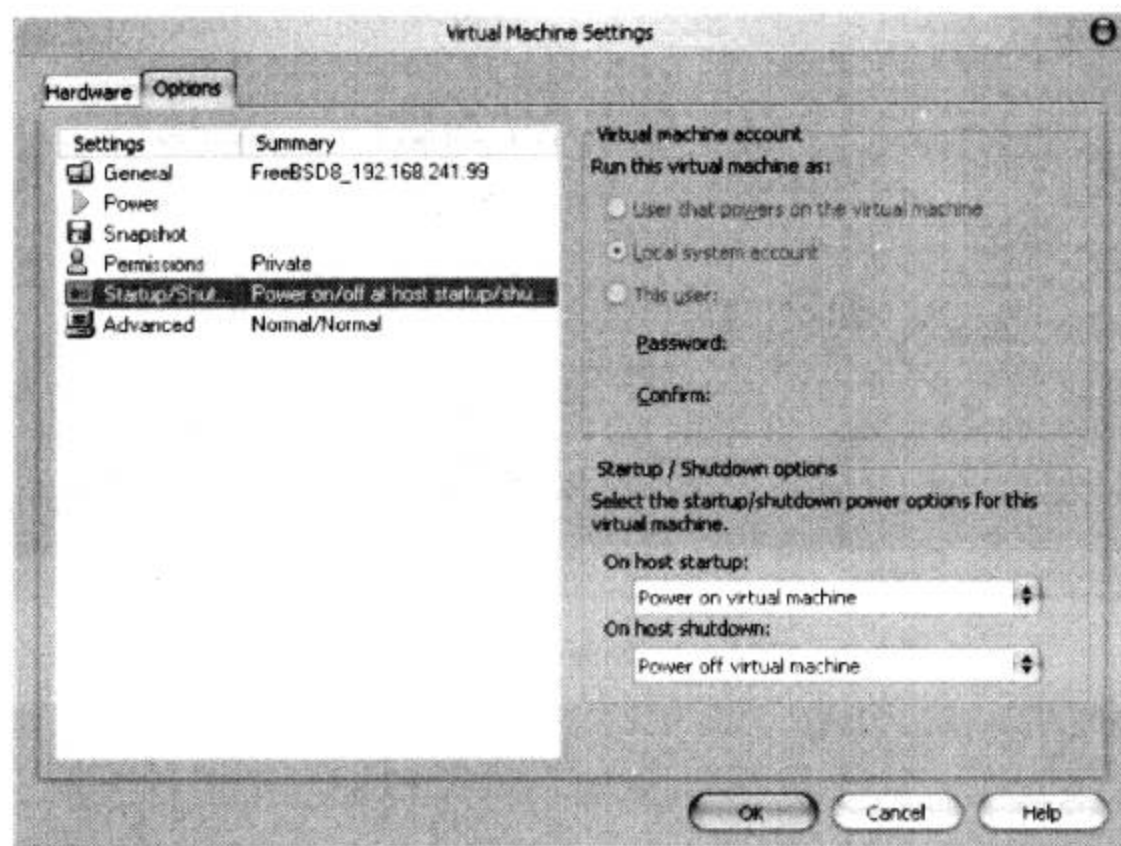 Virtual Machine Settings
Hardware Options
Settings Summary
General FreeBSD8_192.168.241.99
Power
Snapshot
Permissions Private
Startup/Shut... Power on/off at host startup/shu...
Advanced Normal/Normal
Virtual machine account
Run this virtual machine as:
User that powers on the virtual machine
Local system account
This user:
Password:
Confirm:
Startup / Shutdown options
Select the startup/shutdown power options for this
virtual machine.
On host startup:
Power on virtual machine
On host shutdown:
Power off virtual machine
OK Cancel Help